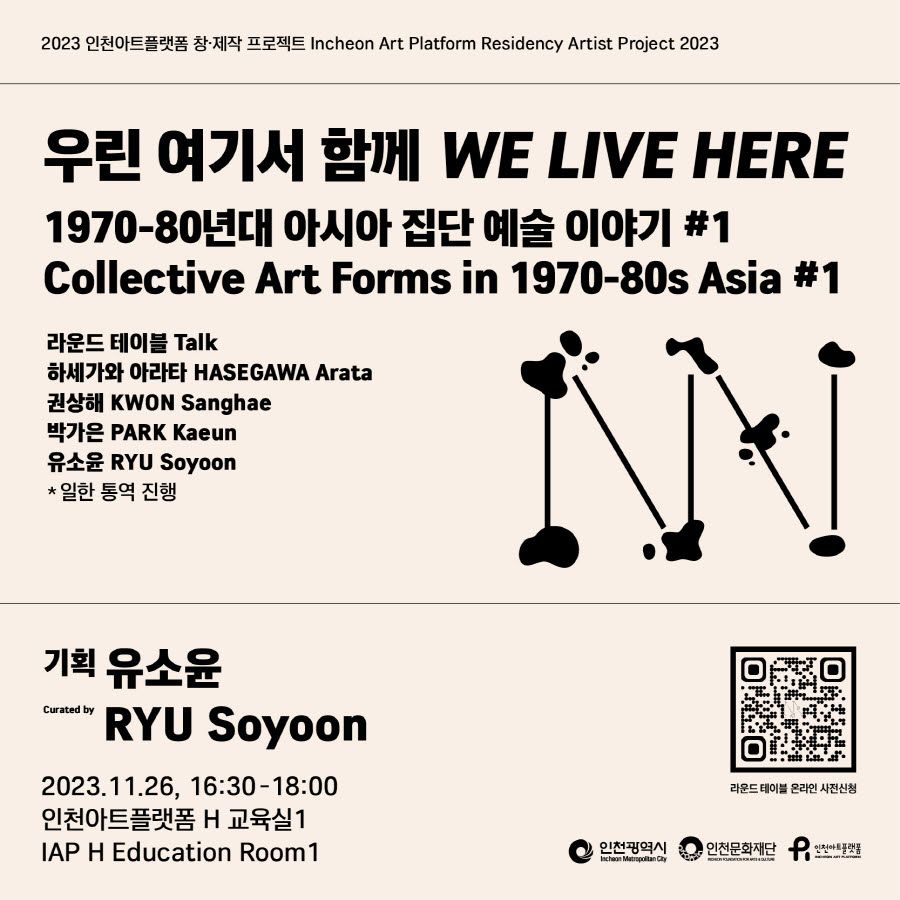 2023 인천아트플랫폼 창·제작 프로젝트 Incheon Art Platform Residency Artist Project 2023
우린 여기서 함께 WE LIVE HERE
1970-80년대 아시아 집단 예술 이야기 #1
Collective Art Forms in 1970-80s Asia #1
라운드 테이블 Talk
하세가와 아라타 HASEGAWA Arata
권상해 KWON Sanghae
박가은 PARK Kaeun
유소윤 RYU Soyoon
*일한 통역 진행
기획 유소윤
Curated by RYU Soyoon
2023.11.26, 16:30-18:00
인천아트플랫폼 H 교육실1
IAP H Education Room1
라운드 테이블 온라인 사전신청
인천광역시
Incheon Metropolitan City
인천문화재단
INCHEON FOUNDATION FOR ARTS & CULTURE
인천아트플랫폼
INCHEON ART PLATFORM